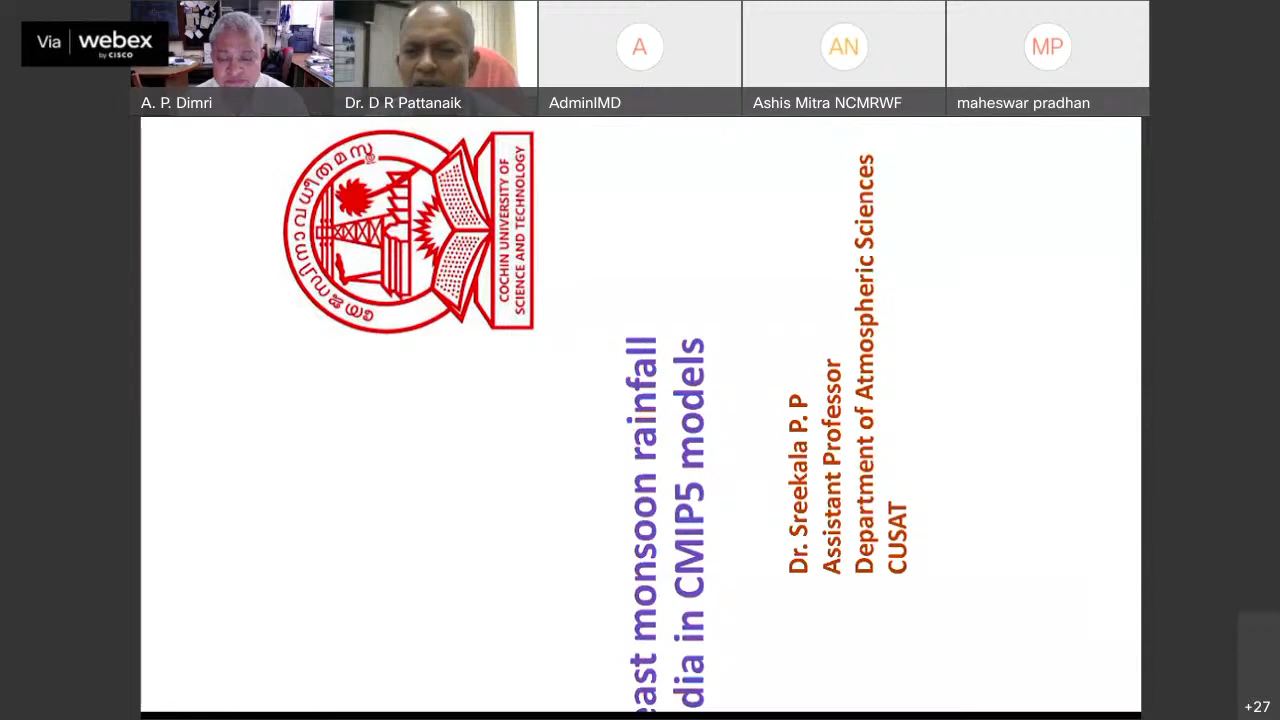 Via webex
by CISCO
A. P. Dimri
Dr. D R Pattanaik
A
AdminIMD
AN
Ashis Mitra NCMRWF
MP
maheswar pradhan
COCHIN UNIVERSITY OF
SCIENCE AND TECHNOLOGY
east monsoon rainfall
dia in CMIP5 models
Dr. Sreekala P. P
Assistant Professor
Department of Atmospheric Sciences
CUSAT
+27